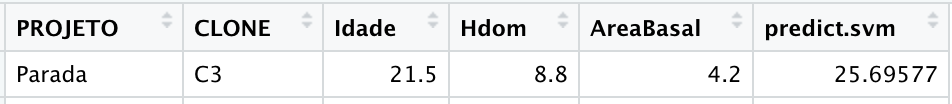 PROJETO CLONE Idade Hdom AreaBasal predict.svm
Parada C3 21.5 8.8 4.2 25.69577